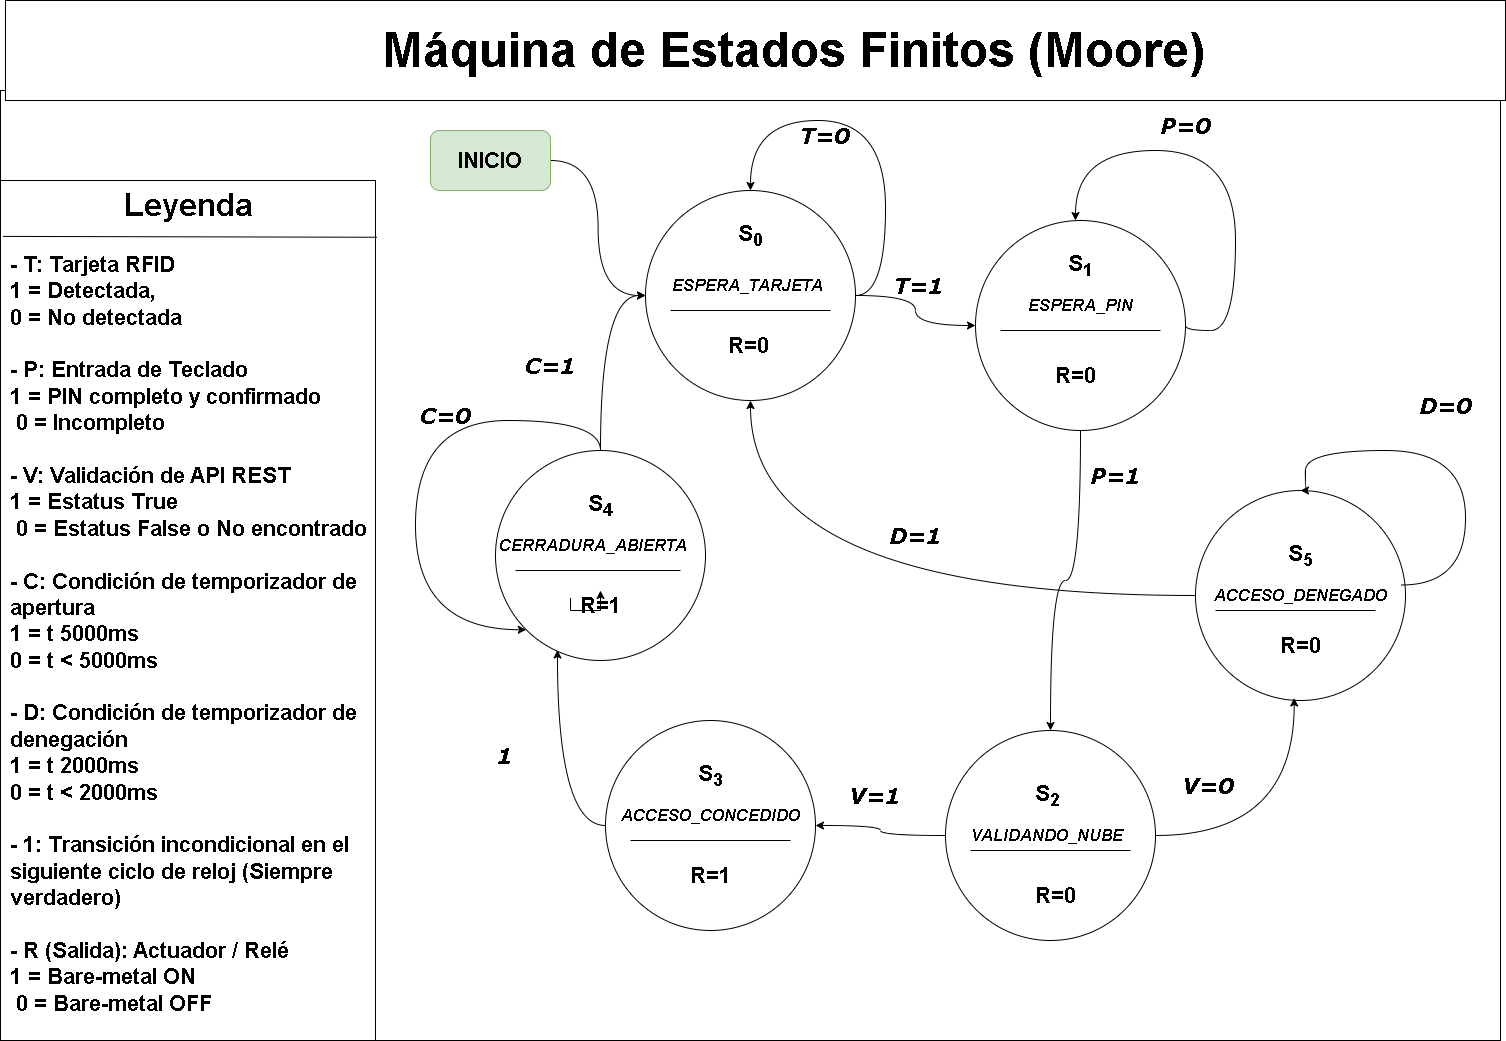 Máquina de Estados Finitos (Moore)
INICIO
Leyenda
- T: Tarjeta RFID
1 = Detectada,
0 = No detectada
- P: Entrada de Teclado
1 = PIN completo y confirmado
0 = Incompleto
- V: Validación de API REST
1 = Estatus True
0 = Estatus False o No encontrado
- C: Condición de temporizador de
apertura
1 = t 5000ms
0 = t < 5000ms
- D: Condición de temporizador de
denegación
1 = t 2000ms
0 = t < 2000ms
- 1: Transición incondicional en el
siguiente ciclo de reloj (Siempre
verdadero)
- R (Salida): Actuador / Relé
1 = Bare-metal ON
0 = Bare-metal OFF
T=0
S0
ESPERA_TARJETA
R=0
T=1
P=0
S1
ESPERA_PIN
R=0
P=1
C=1
C=0
S4
CERRADURA_ABIERTA
R=1
D=1
D=0
S5
ACCESO_DENEGADO
R=0
1
S3
ACCESO_CONCEDIDO
R=1
V=1
S2
VALIDANDO_NUBE
R=0
V=0